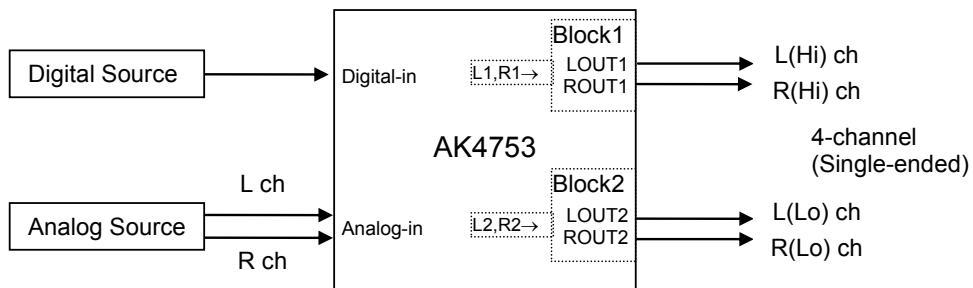 Digital Source
Digital-in
L1,R1→
Block1
LOUT1
ROUT1
L(Hi) ch
R(Hi) ch
AK4753
4-channel
(Single-ended)
L ch
Analog Source
R ch
Analog-in
L2,R2→
Block2
LOUT2
ROUT2
L(Lo) ch
R(Lo) ch